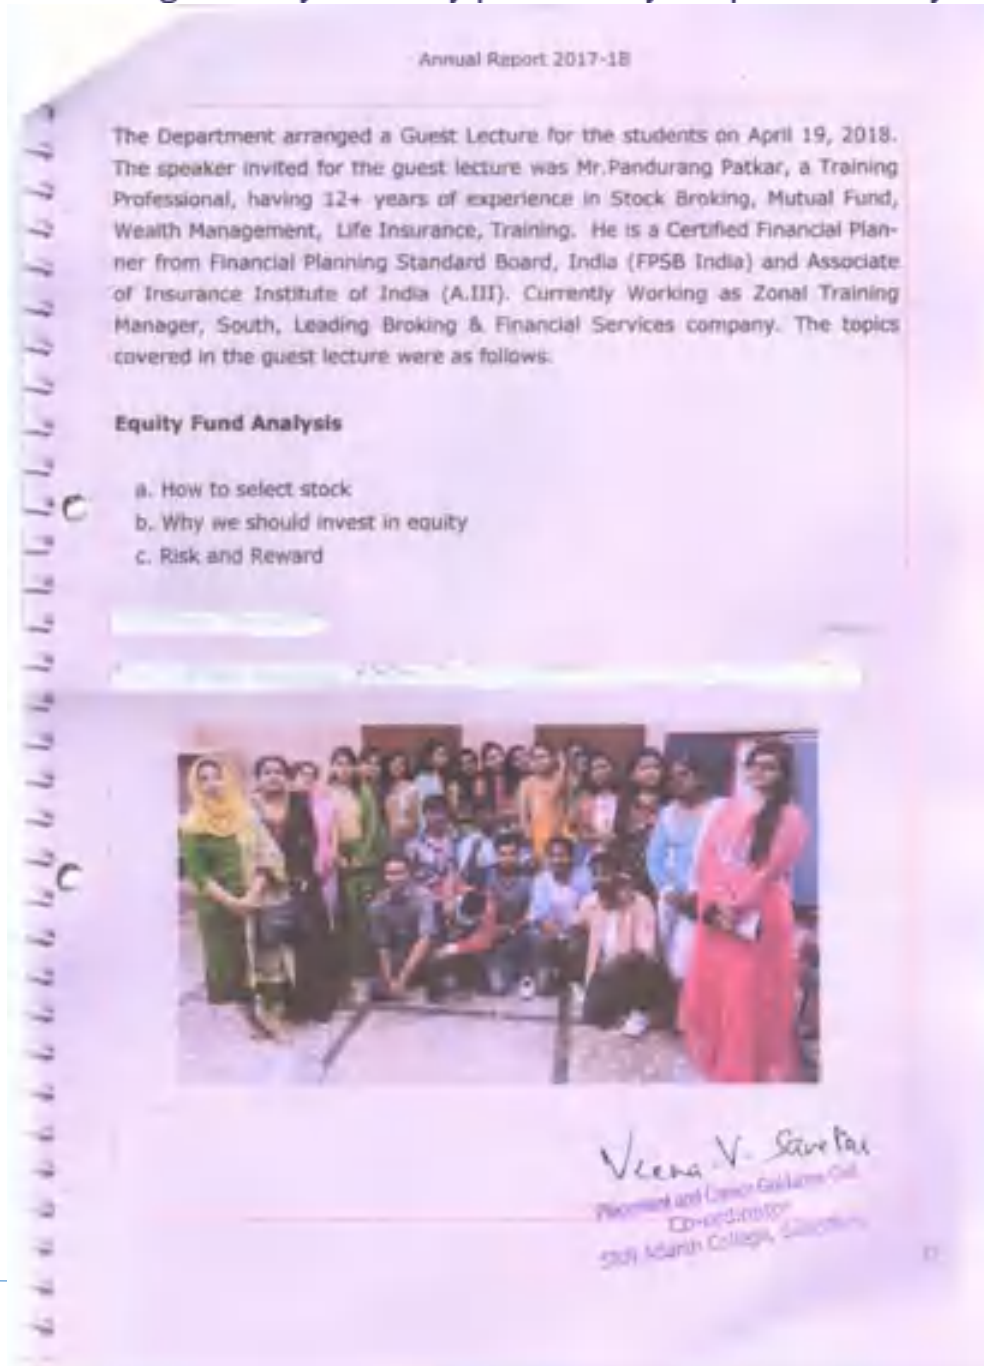 Annual Report 2017-18
The Department arranged a Guest Lecture for the students on April 19, 2018.
The speaker invited for the guest lecture was Mr.Pandurang Patkar, a Training
Professional, having 12+ years of experience in Stock Broking, Mutual Fund,
Wealth Management, Life Insurance, Training. He is a Certified Financial Plan-
ner from Financial Planning Standard Board, India (FPSB India) and Associate
of Insurance Institute of India (A.III). Currently Working as Zonal Training
Manager, South, Leading Broking & Financial Services company. The topics
covered in the guest lecture were as follows.
Equity Fund Analysis
a. How to select stock
b. Why we should invest in equity
c. Risk and Reward
Veena. V.
Placement and Career Guidance Cell
Co-ordinator
Adarsh College,